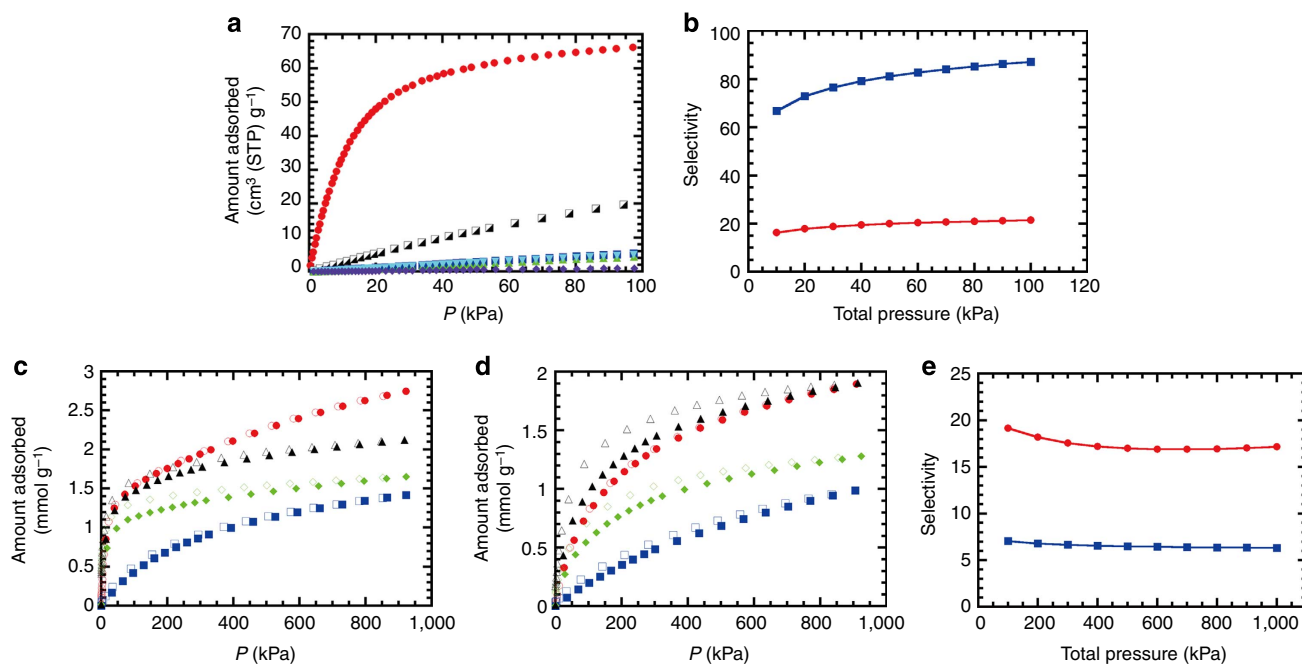 a
Amount adsorbed
(cm³ (STP) g⁻¹)
70
60
50
40
30
20
10
0
0 20 40 60 80 100
P (kPa)
b
Selectivity
100
80
60
40
20
0
0 20 40 60 80 100 120
Total pressure (kPa)
c
Amount adsorbed
(mmol g⁻¹)
3
2.5
2
1.5
1
0.5
0
0 200 400 600 800 1,000
P (kPa)
d
Amount adsorbed
(mmol g⁻¹)
2
1.5
1
0.5
0
0 200 400 600 800 1,000
P (kPa)
e
Selectivity
25
20
15
10
5
0
0 200 400 600 800 1,000
Total pressure (kPa)